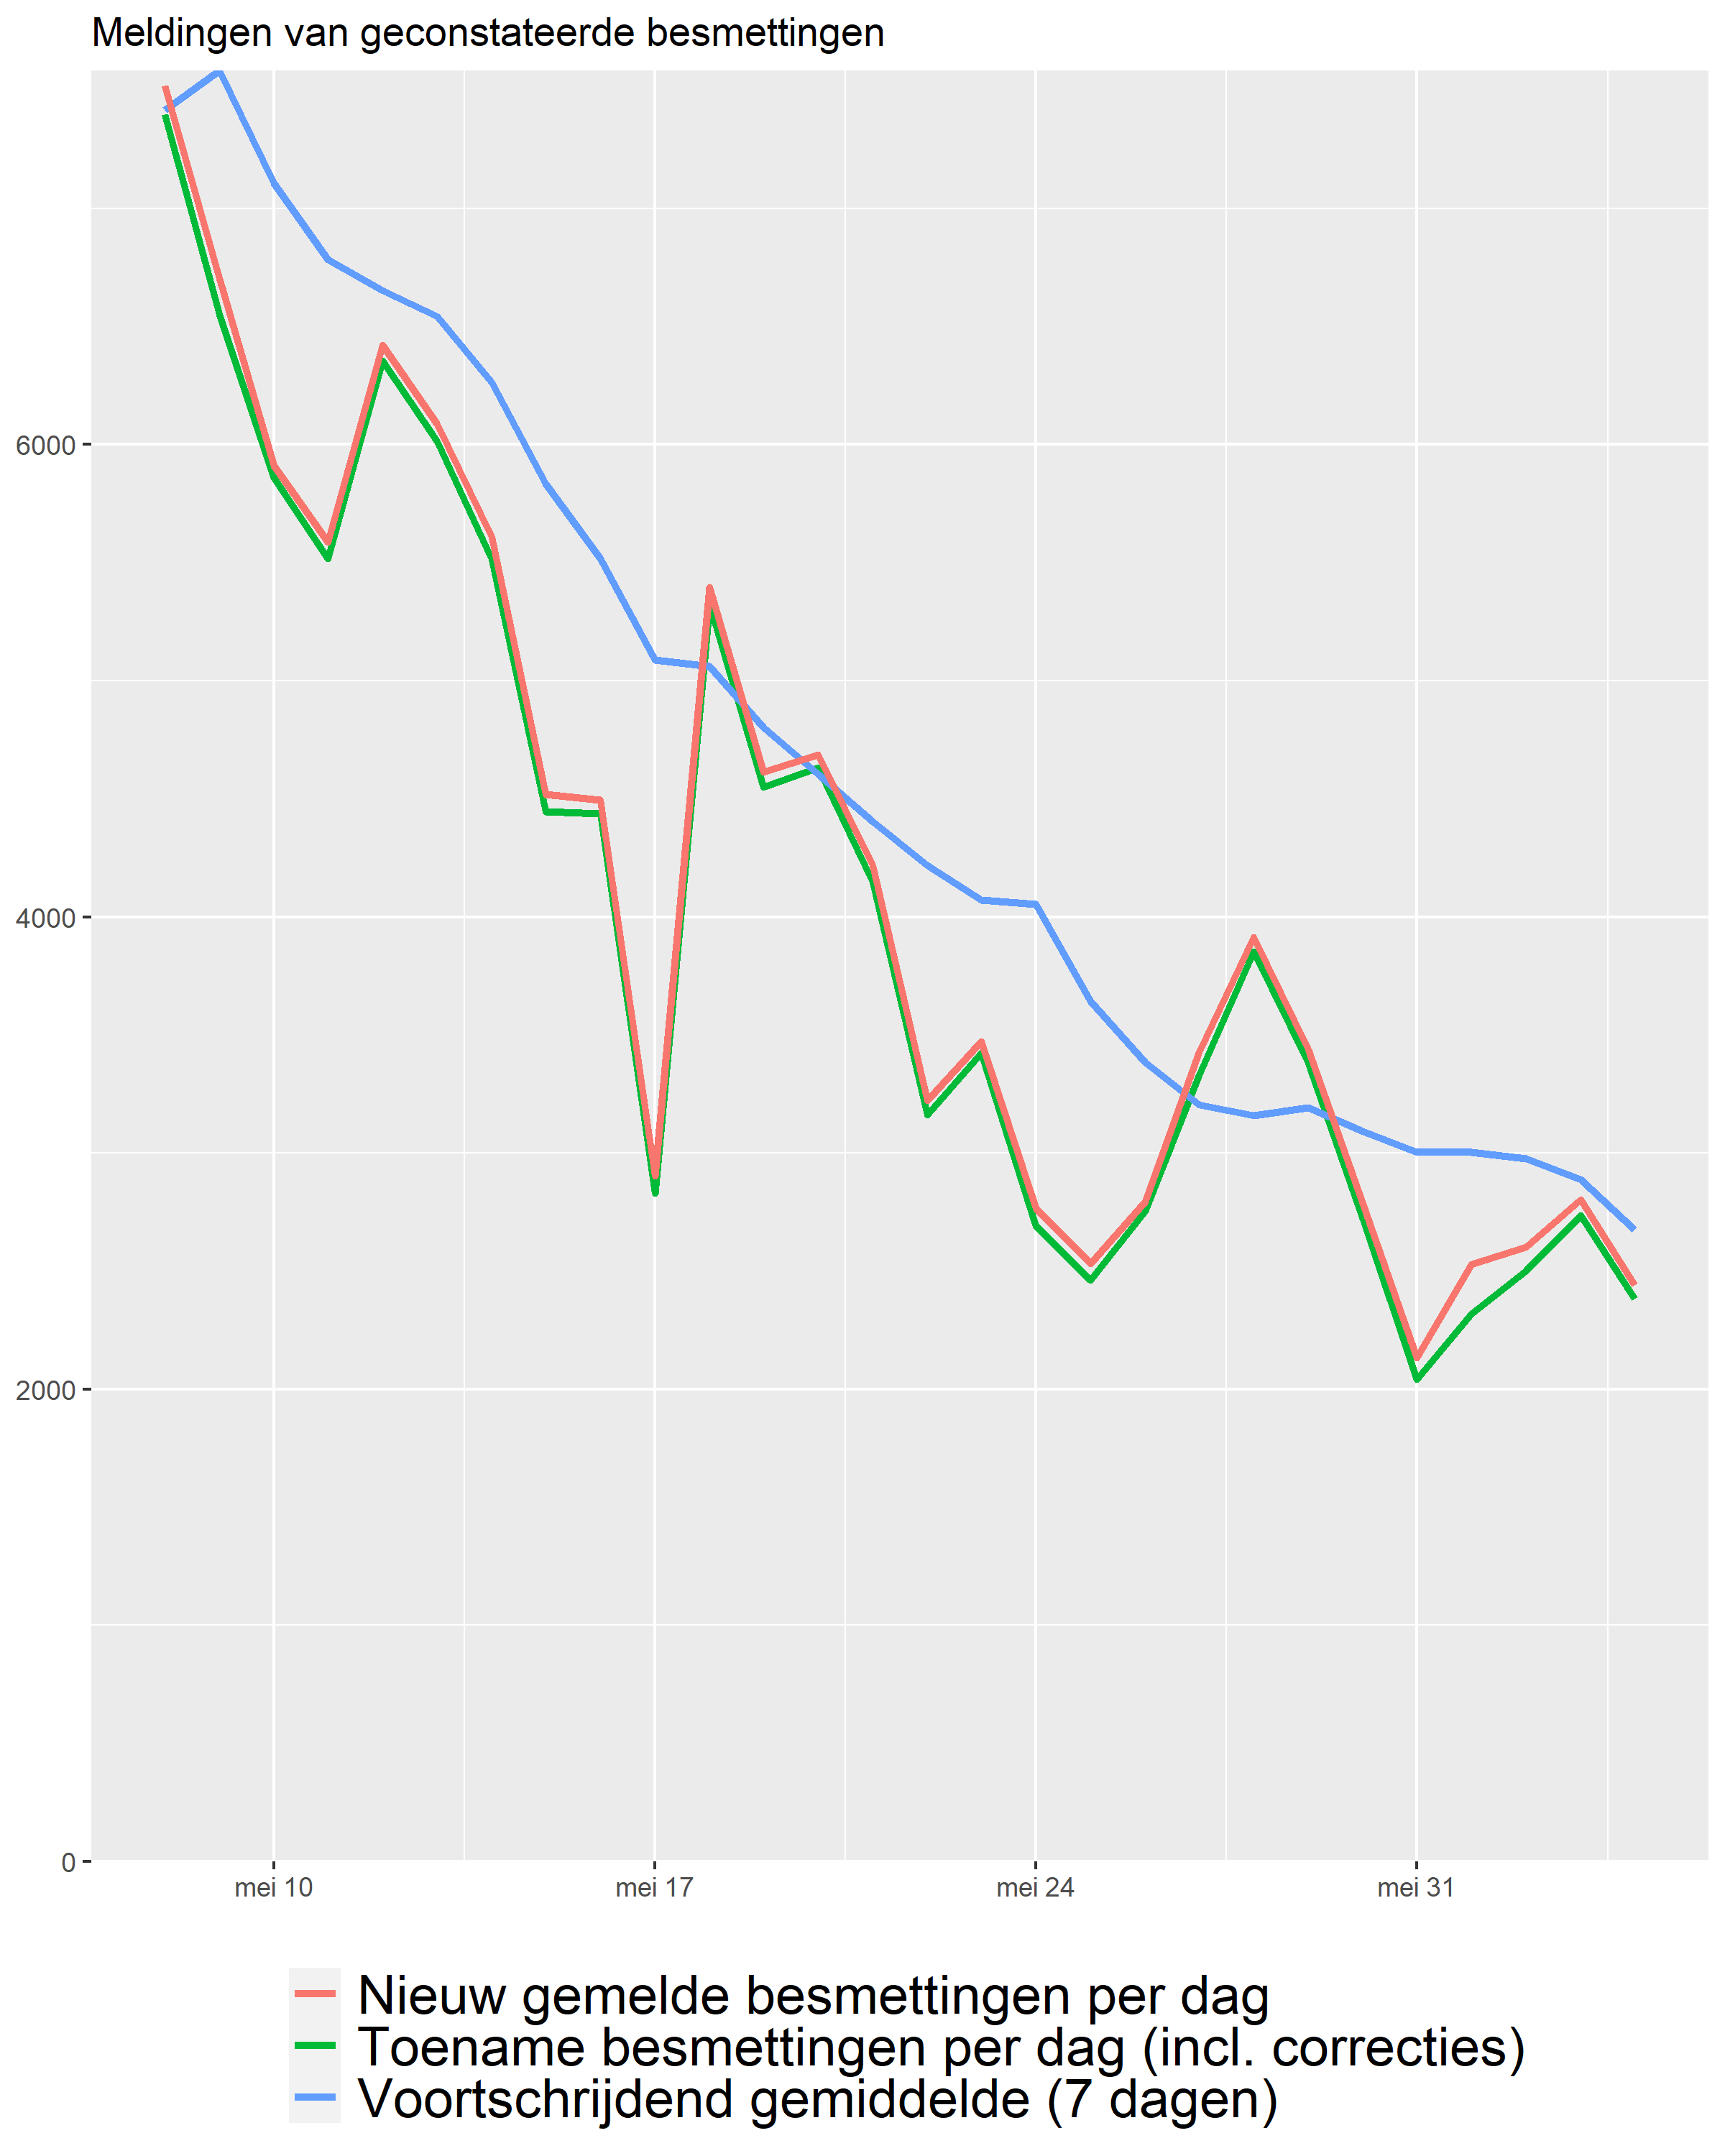 Meldingen van geconstateerde besmettingen
6000
4000
2000
0
mei 10 mei 17 mei 24 mei 31
Nieuw gemelde besmettingen per dag
Toename besmettingen per dag (incl. correcties)
Voortschrijdend gemiddelde (7 dagen)